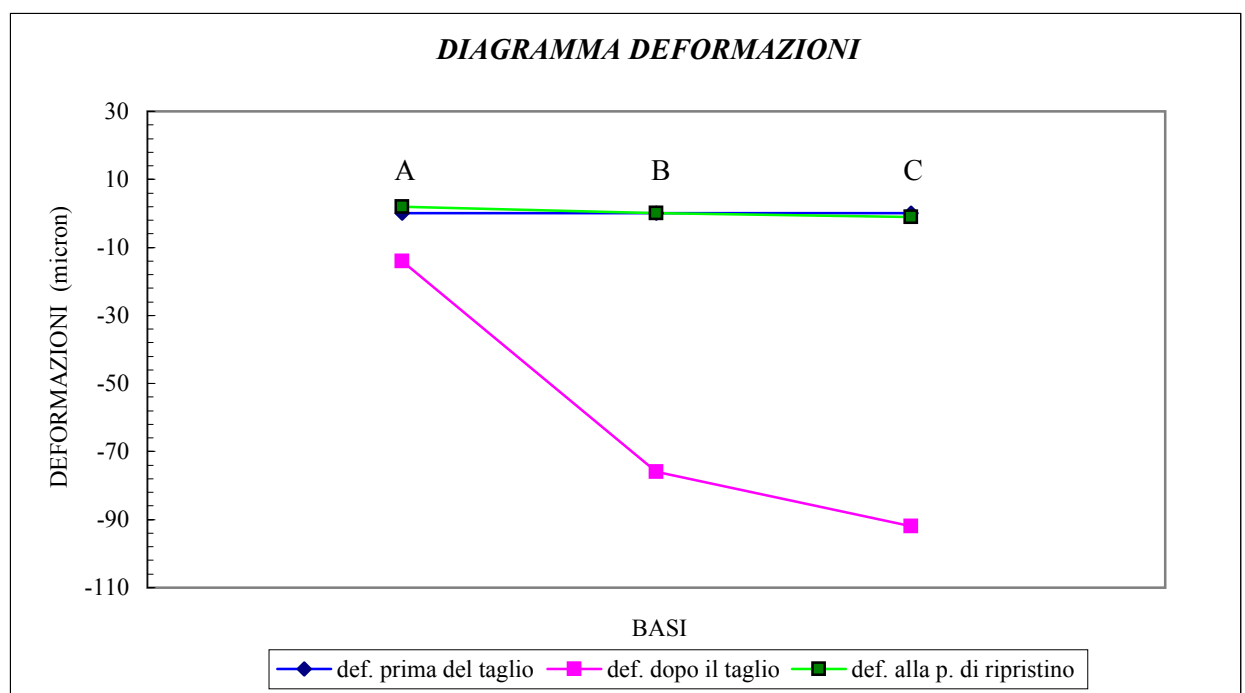 DIAGRAMMA DEFORMAZIONI
30
10
-10
-30
-50
-70
-90
-110
DEFORMAZIONI (micron)
A B C
BASI
def. prima del taglio def. dopo il taglio def. alla p. di ripristino